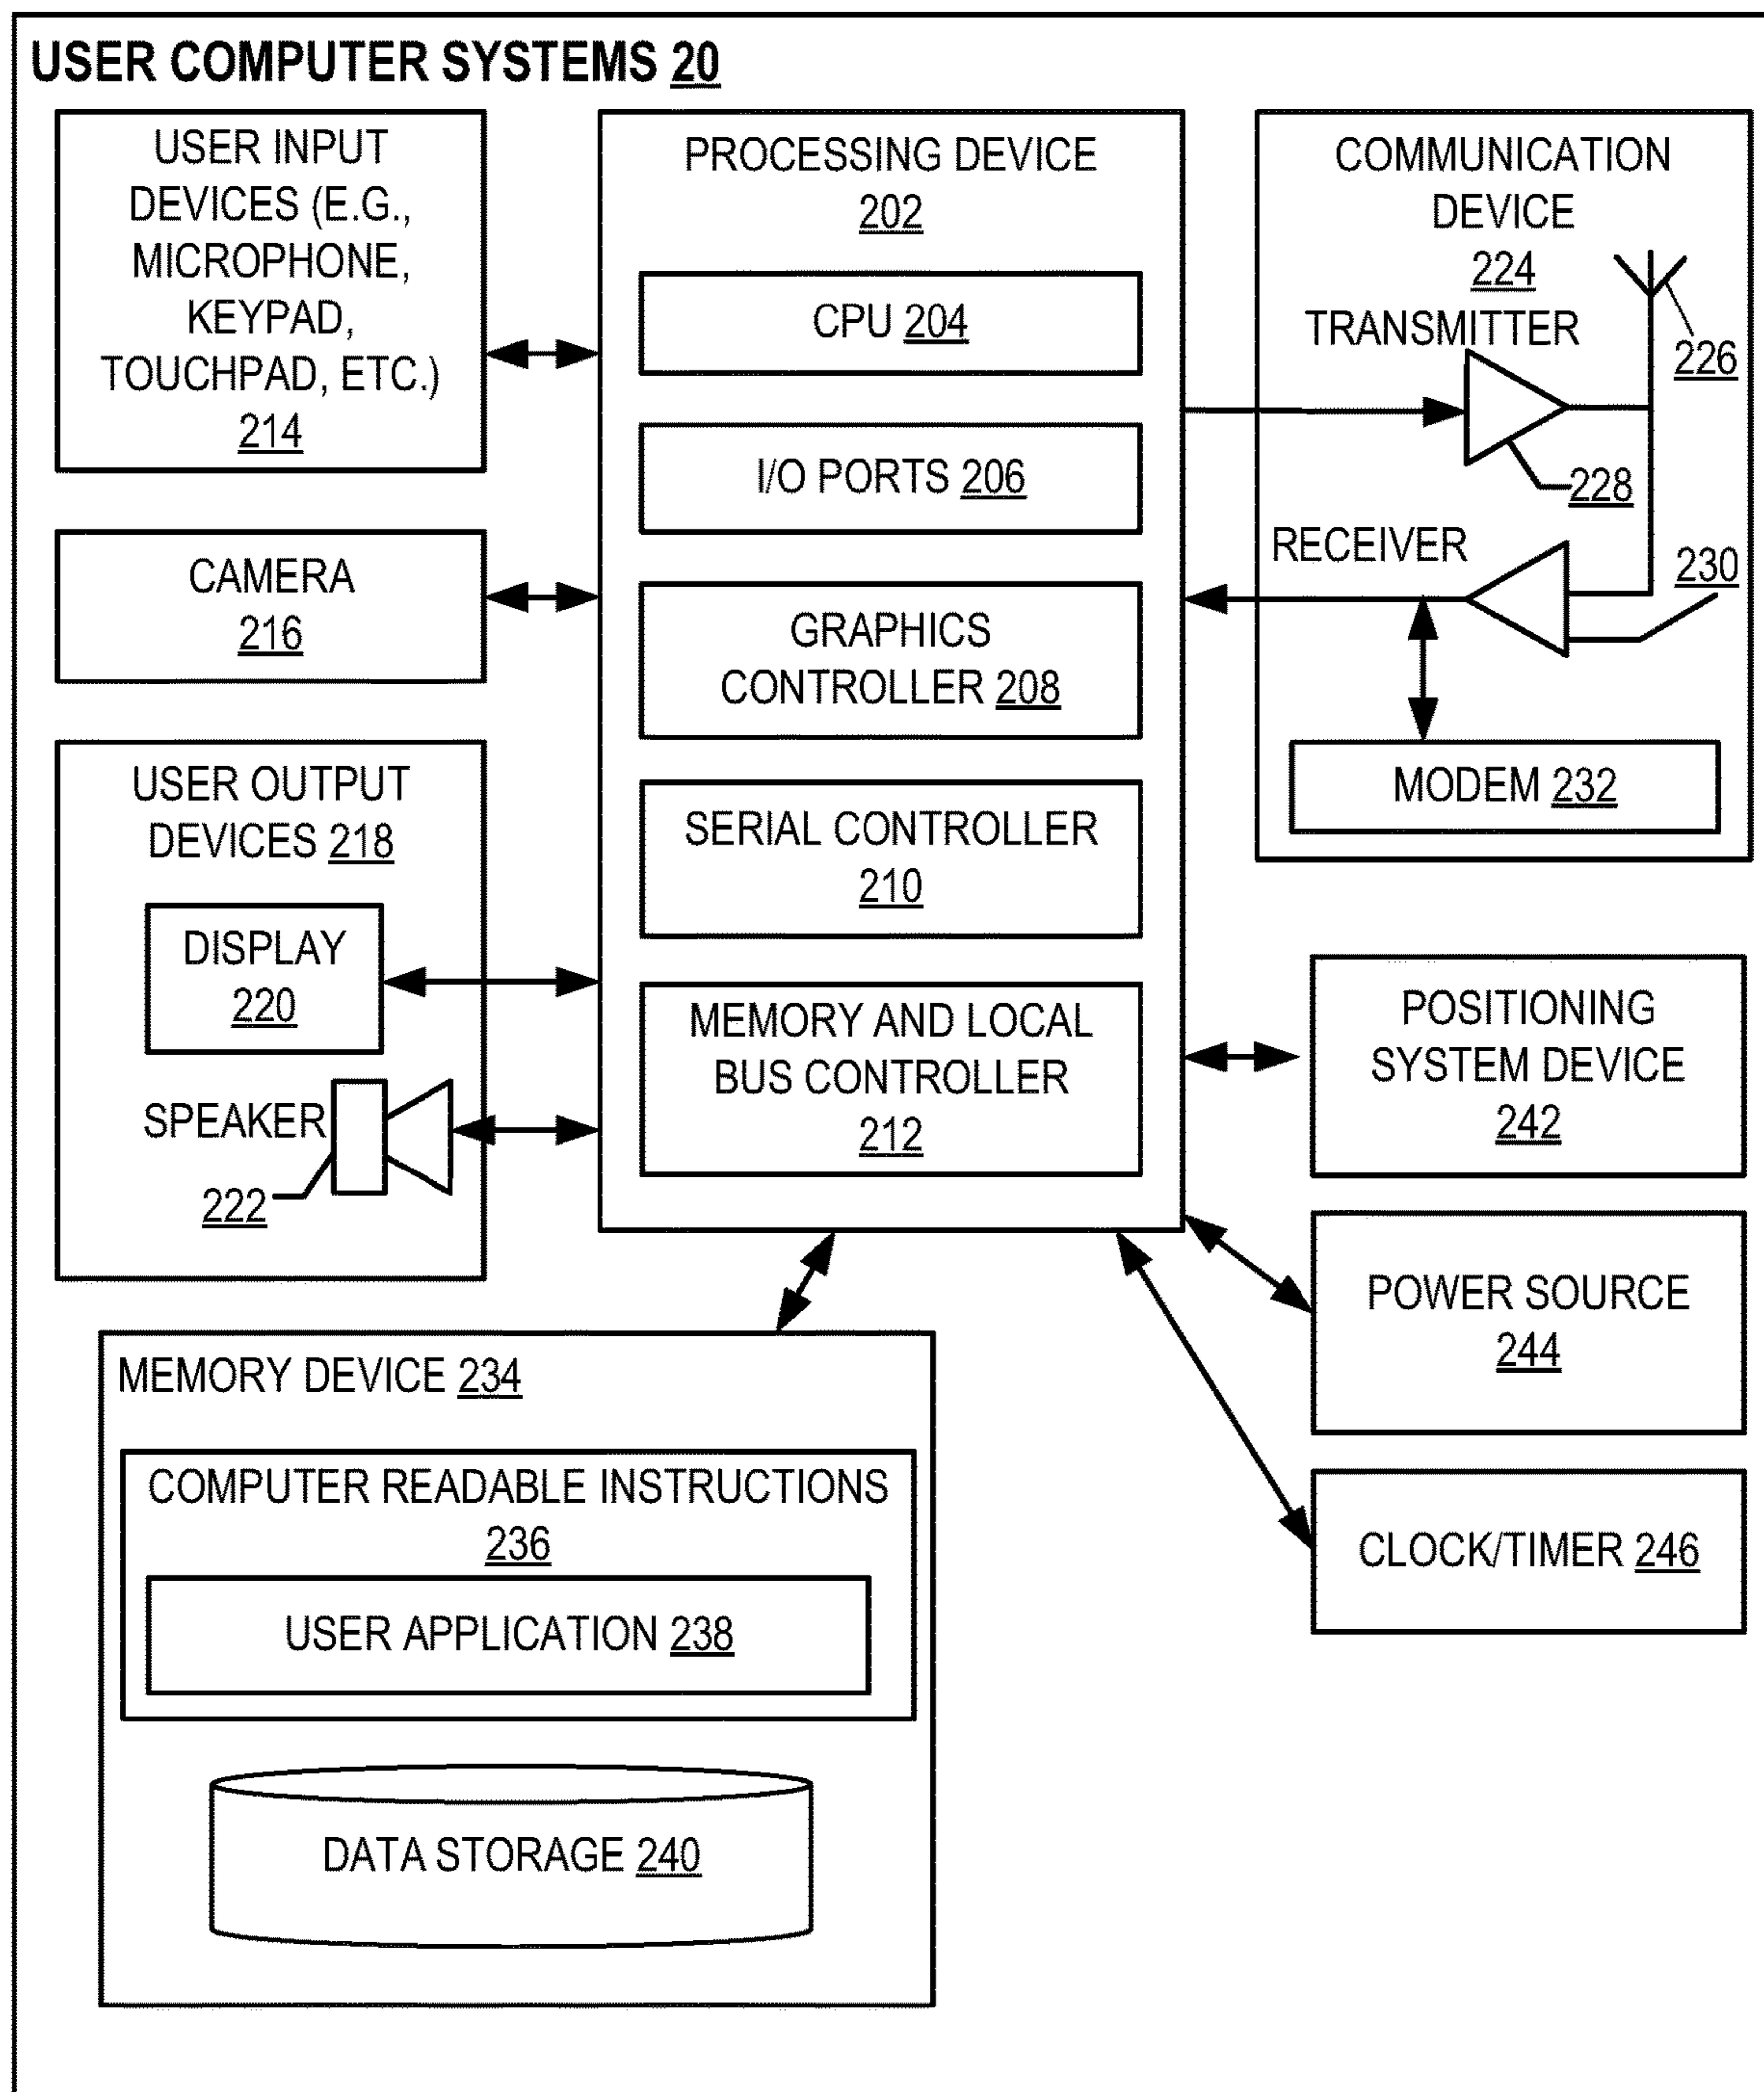 USER COMPUTER SYSTEMS 20
USER INPUT
DEVICES (E.G.,
MICROPHONE,
KEYPAD,
TOUCHPAD, ETC.)
214
CAMERA
216
USER OUTPUT
DEVICES 218
DISPLAY
220
SPEAKER
222
PROCESSING DEVICE
202
CPU 204
I/O PORTS 206
GRAPHICS
CONTROLLER 208
SERIAL CONTROLLER
210
MEMORY AND LOCAL
BUS CONTROLLER
212
COMMUNICATION
DEVICE
224
TRANSMITTER
226
228
RECEIVER
230
MODEM 232
POSITIONING
SYSTEM DEVICE
242
POWER SOURCE
244
CLOCK/TIMER 246
MEMORY DEVICE 234
COMPUTER READABLE INSTRUCTIONS
236
USER APPLICATION 238
DATA STORAGE 240